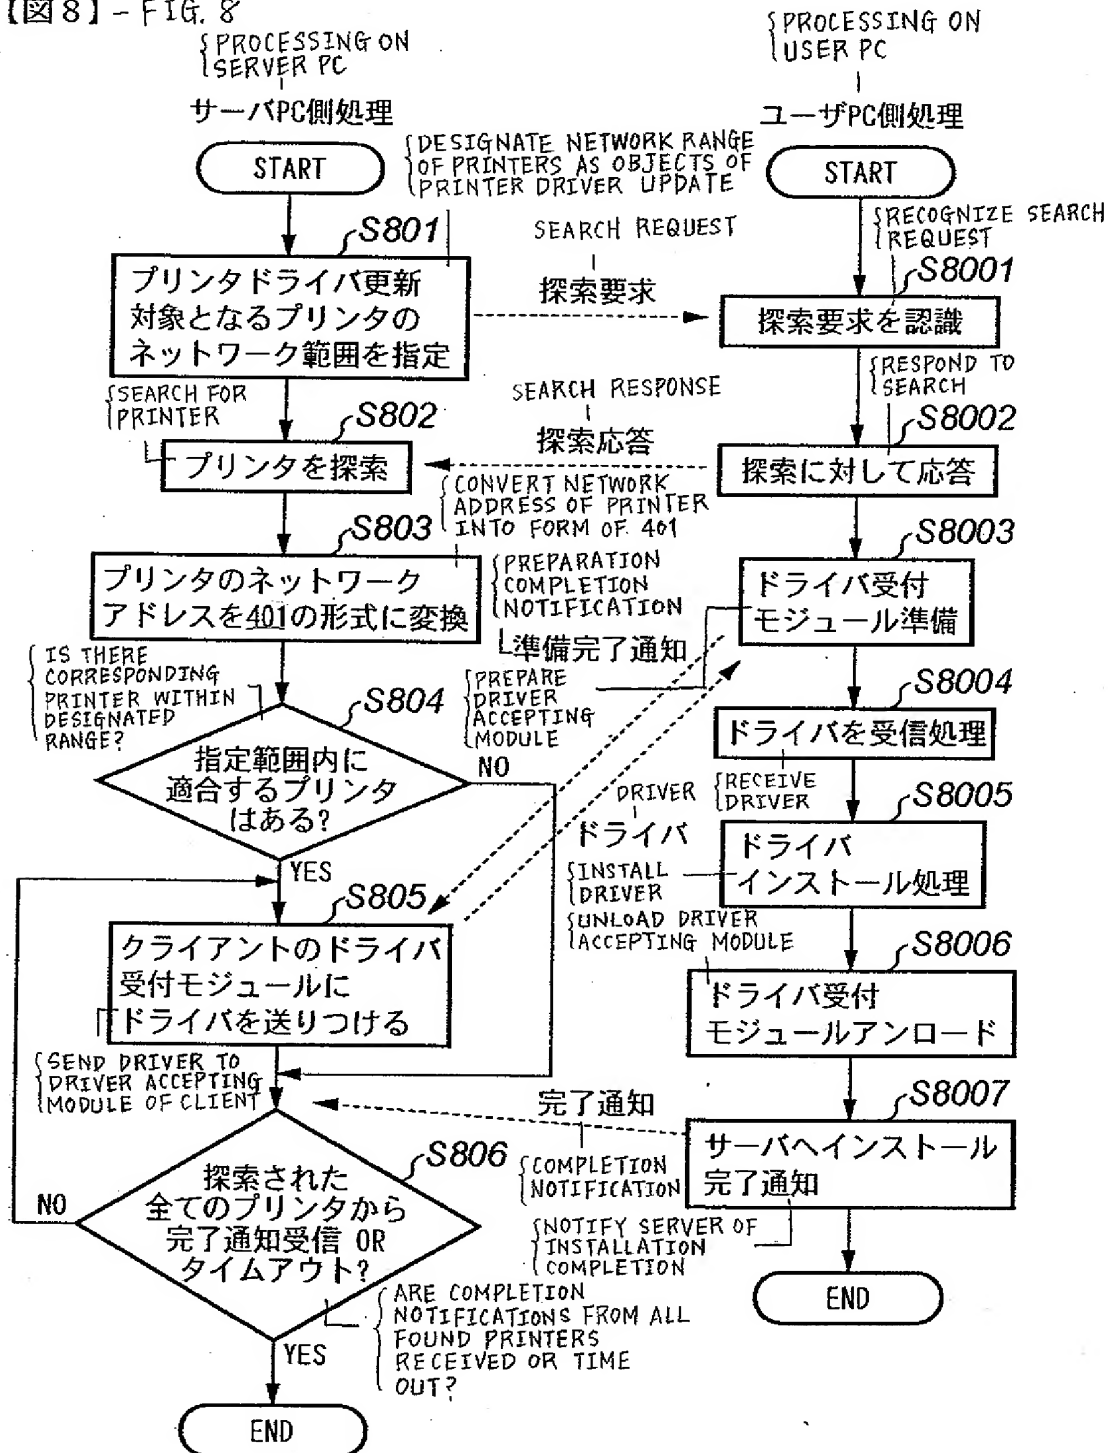 【図8】- FIG. 8
PROCESSING ON
SERVER PC
サーバPC側処理
START
DESIGNATE NETWORK RANGE
OF PRINTERS AS OBJECTS OF
PRINTER DRIVER UPDATE
S801
プリンタドライバ更新
対象となるプリンタの
ネットワーク範囲を指定
SEARCH REQUEST
探索要求
PROCESSING ON
USER PC
ユーザPC側処理
START
RECOGNIZE SEARCH
REQUEST
S8001
探索要求を認識
SEARCH FOR
PRINTER
S802
プリンタを探索
SEARCH RESPONSE
探索応答
RESPOND TO
SEARCH
S8002
探索に対して応答
CONVERT NETWORK
ADDRESS OF PRINTER
INTO FORM OF 401
S803
プリンタのネットワーク
アドレスを401の形式に変換
PREPARATION
COMPLETION
NOTIFICATION
準備完了通知
S8003
ドライバ受付
モジュール準備
PREPARE
DRIVER
ACCEPTING
MODULE
IS THERE
CORRESPONDING
PRINTER WITHIN
DESIGNATED
RANGE?
S804
指定範囲内に
適合するプリンタ
はある?
NO
YES
S8004
ドライバを受信処理
RECEIVE
DRIVER
DRIVER
ドライバ
S8005
ドライバ
インストール処理
INSTALL
DRIVER
S805
クライアントのドライバ
受付モジュールに
ドライバを送りつける
SEND DRIVER TO
DRIVER ACCEPTING
MODULE OF CLIENT
UNLOAD DRIVER
ACCEPTING MODULE
S8006
ドライバ受付
モジュールアンロード
完了通知
COMPLETION
NOTIFICATION
S8007
サーバへインストール
完了通知
NOTIFY SERVER OF
INSTALLATION
COMPLETION
END
S806
探索された
全てのプリンタから
完了通知受信 OR
タイムアウト?
NO
ARE COMPLETION
NOTIFICATIONS FROM ALL
FOUND PRINTERS
RECEIVED OR TIME
OUT?
YES
END